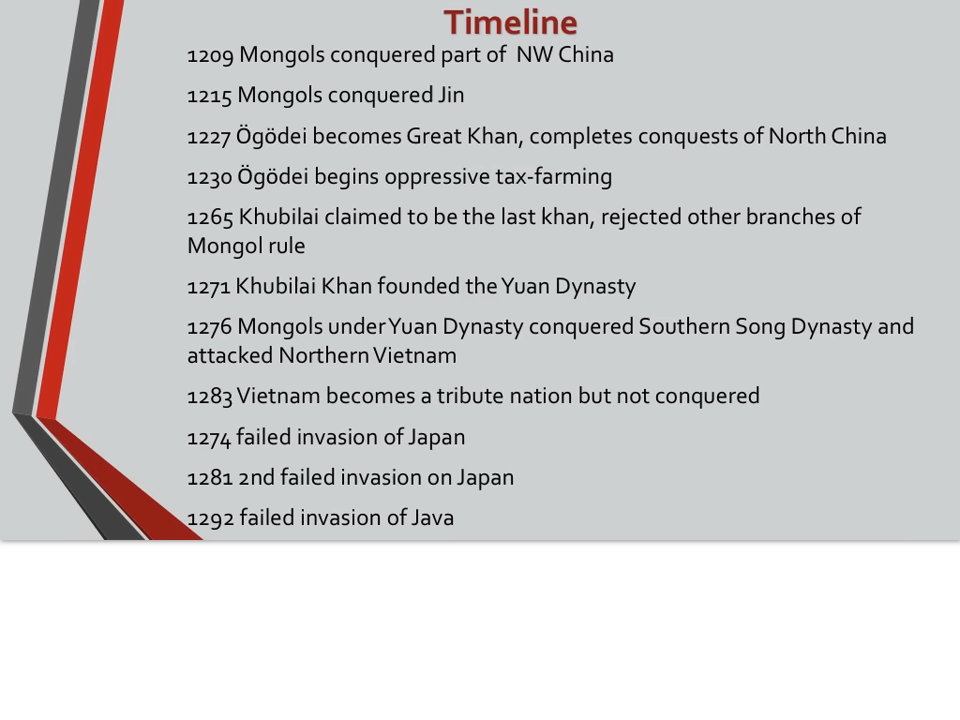 Timeline
1209 Mongols conquered part of  NW China
1215 Mongols conquered Jin
1227 Ögödei becomes Great Khan, completes conquests of North China
1230 Ögödei begins oppressive tax-farming
1265 Khubilai claimed to be the last khan, rejected other branches of
Mongol rule
1271 Khubilai Khan founded the Yuan Dynasty
1276 Mongols under Yuan Dynasty conquered Southern Song Dynasty and
attacked Northern Vietnam
1283 Vietnam becomes a tribute nation but not conquered
1274 failed invasion of Japan
1281 2nd failed invasion on Japan
1292 failed invasion of Java